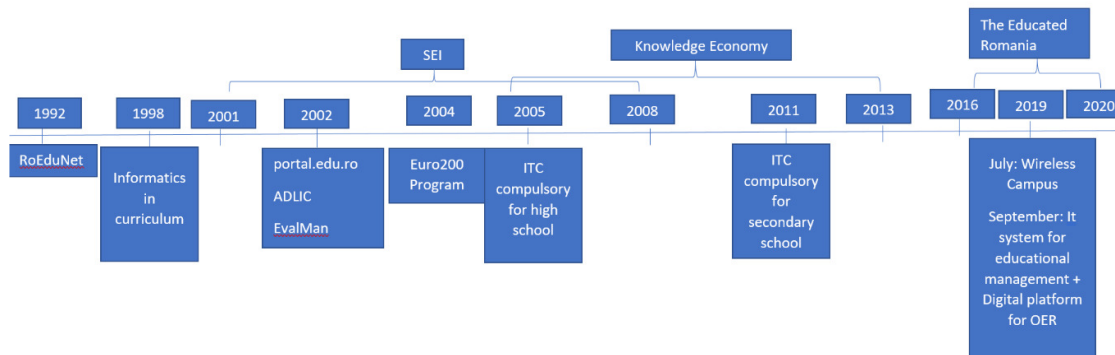 The Educated
Romania
Knowledge Economy
SEI
1992
1998
2001
2002
2004
2005
2008
2011
2013
2016
2019
2020
RoEduNet
Informatics
in
curriculum
portal.edu.ro
ADLIC
EvalMan
Euro200
Program
ITC
compulsory
for high
school
ITC
compulsory
for
secondary
school
July: Wireless
Campus
September: It
system for
educational
management +
Digital platform
for OER